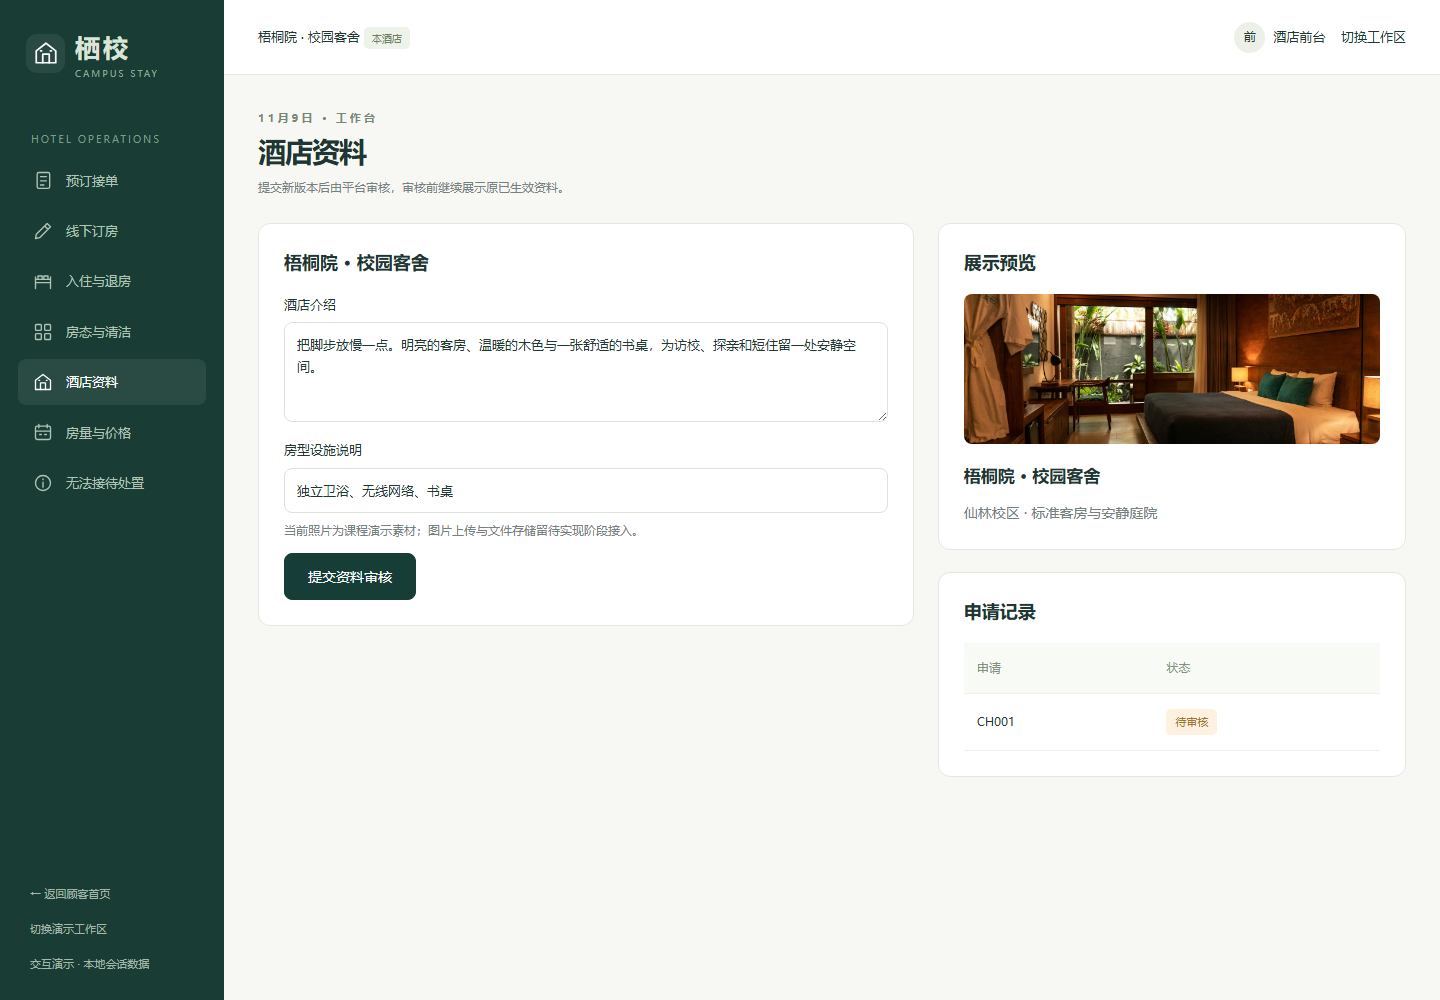 栖校
CAMPUS STAY
HOTEL OPERATIONS
预订接单
线下订房
入住与退房
房态与清洁
酒店资料
房量与价格
无法接待处置
← 返回顾客首页
切换演示工作区
交互演示 · 本地会话数据
梧桐院 · 校园客舍 本酒店
前 酒店前台 切换工作区
11月9日 • 工作台
酒店资料
提交新版本后由平台审核，审核前继续展示原已生效资料。
梧桐院 • 校园客舍
酒店介绍
把脚步放慢一点。明亮的客房、温暖的木色与一张舒适的书桌，为访校、探亲和短住留一处安静空
间。
房型设施说明
独立卫浴、无线网络、书桌
当前照片为课程演示素材；图片上传与文件存储留待实现阶段接入。
提交资料审核
展示预览
梧桐院 • 校园客舍
仙林校区 · 标准客房与安静庭院
申请记录
申请 状态
CH001 待审核